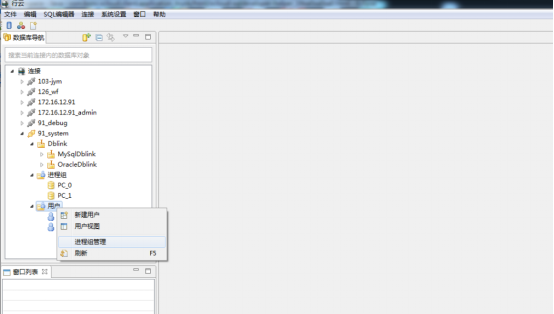 行云
文件 编辑 SQL编辑器 连接 系统设置 窗口 帮助
数据库导航
搜索当前连接内的数据库对象
连接
103-jym
126_wf
172.16.12.91
172.16.12.91_admin
91_debug
91_system
Dblink
MySqlDblink
OracleDblink
进程组
PC_0
PC_1
用户
新建用户
用户视图
进程组管理
刷新 F5
窗口列表